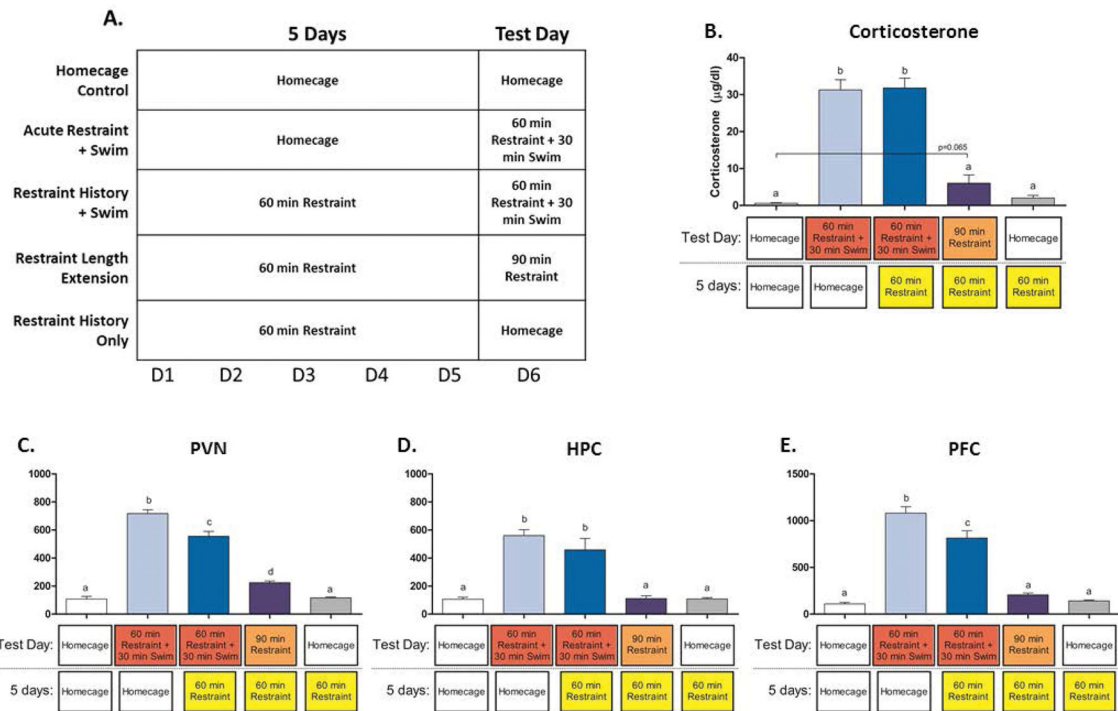 A.
5 Days
Test Day
Homecage
Control
Homecage
Homecage
Acute Restraint
+ Swim
Homecage
60 min
Restraint + 30
min Swim
Restraint History
+ Swim
60 min Restraint
60 min
Restraint + 30
min Swim
Restraint Length
Extension
60 min Restraint
90 min
Restraint
Restraint History
Only
60 min Restraint
Homecage
D1 D2 D3 D4 D5 D6
B.
Corticosterone
Corticosterone (µg/dl)
40
30
20
10
0
a
b
b
p=0.065
a
a
Test Day:
Homecage
60 min
Restraint +
30 min Swim
60 min
Restraint +
30 min Swim
90 min
Restraint
Homecage
5 days:
Homecage
Homecage
60 min
Restraint
60 min
Restraint
60 min
Restraint
C.
PVN
1000
800
600
400
200
0
a
b
c
d
a
Test Day:
Homecage
60 min
Restraint +
30 min Swim
60 min
Restraint +
30 min Swim
90 min
Restraint
Homecage
5 days:
Homecage
Homecage
60 min
Restraint
60 min
Restraint
60 min
Restraint
D.
HPC
1000
800
600
400
200
0
a
b
b
a
a
Test Day:
Homecage
60 min
Restraint +
30 min Swim
60 min
Restraint +
30 min Swim
90 min
Restraint
Homecage
5 days:
Homecage
Homecage
60 min
Restraint
60 min
Restraint
60 min
Restraint
E.
PFC
1500
1000
500
0
a
b
c
a
a
Test Day:
Homecage
60 min
Restraint +
30 min Swim
60 min
Restraint +
30 min Swim
90 min
Restraint
Homecage
5 days:
Homecage
Homecage
60 min
Restraint
60 min
Restraint
60 min
Restraint